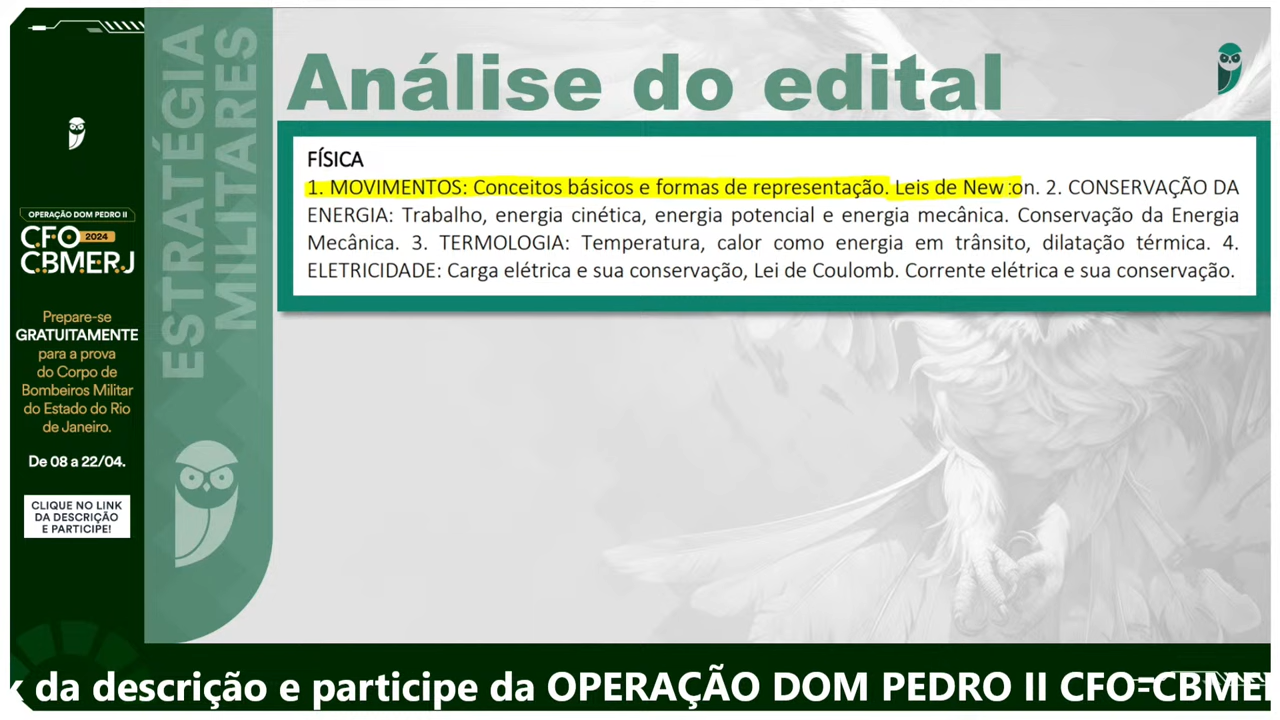 Análise do edital
ESTRATÉGIA
MILITARES
FÍSICA
1. MOVIMENTOS: Conceitos básicos e formas de representação. Leis de Newton. 2. CONSERVAÇÃO DA
ENERGIA: Trabalho, energia cinética, energia potencial e energia mecânica. Conservação da Energia
Mecânica. 3. TERMOLOGIA: Temperatura, calor como energia em trânsito, dilatação térmica. 4.
ELETRICIDADE: Carga elétrica e sua conservação, Lei de Coulomb. Corrente elétrica e sua conservação.
OPERAÇÃO DOM PEDRO II
CFO 2024
CBMERJ
Prepare-se
GRATUITAMENTE
para a prova
do Corpo de
Bombeiros Militar
do Estado do Rio
de Janeiro.
De 08 a 22/04.
CLIQUE NO LINK
DA DESCRIÇÃO
E PARTICIPE!
da descrição e participe da OPERAÇÃO DOM PEDRO II CFO-CBME